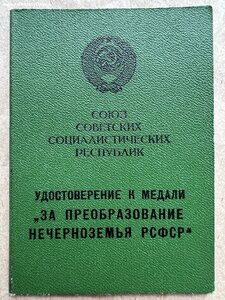 СОЮЗ
СОВЕТСКИХ
СОЦИАЛИСТИЧЕСКИХ
РЕСПУБЛИК
УДОСТОВЕРЕНИЕ К МЕДАЛИ
„ЗА ПРЕОБРАЗОВАНИЕ
НЕЧЕРНОЗЕМЬЯ РСФСР“